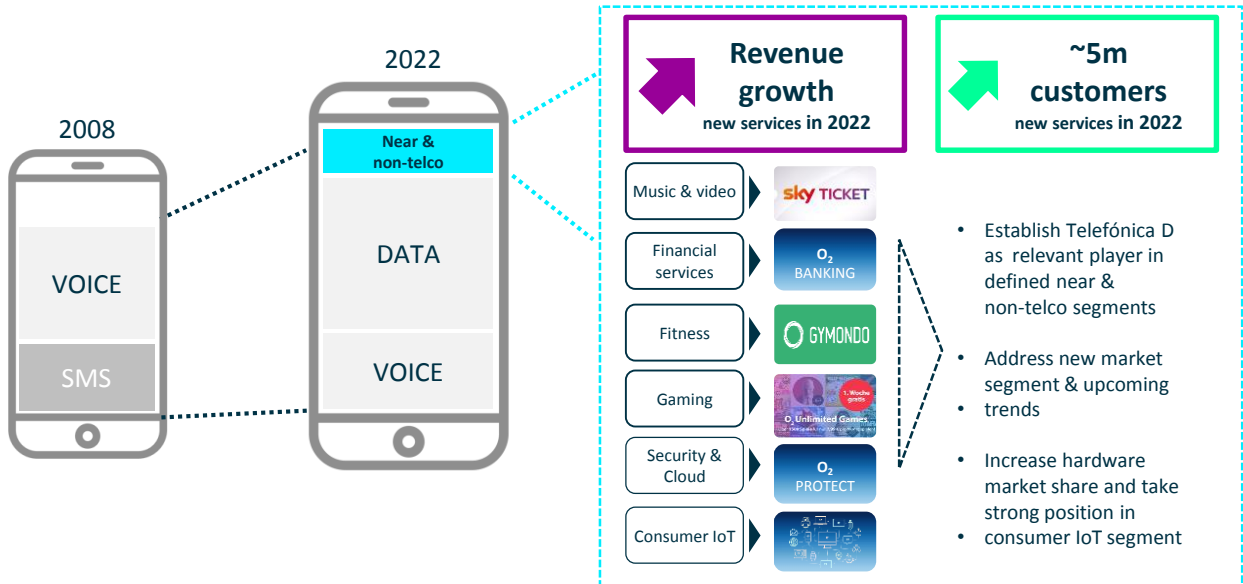 2008
VOICE
SMS
2022
Near &
non-telco
DATA
VOICE
Revenue
growth
new services in 2022
~5m
customers
new services in 2022
Music & video
sky TICKET
Financial
services
O2
BANKING
Fitness
GYMONDO
Gaming
1. Woche
gratis
O2 Unlimited Games
Security &
Cloud
O2
PROTECT
Consumer IoT
• Establish Telefónica D
as relevant player in
defined near &
non-telco segments
• Address new market
segment & upcoming
• trends
• Increase hardware
market share and take
strong position in
• consumer IoT segment